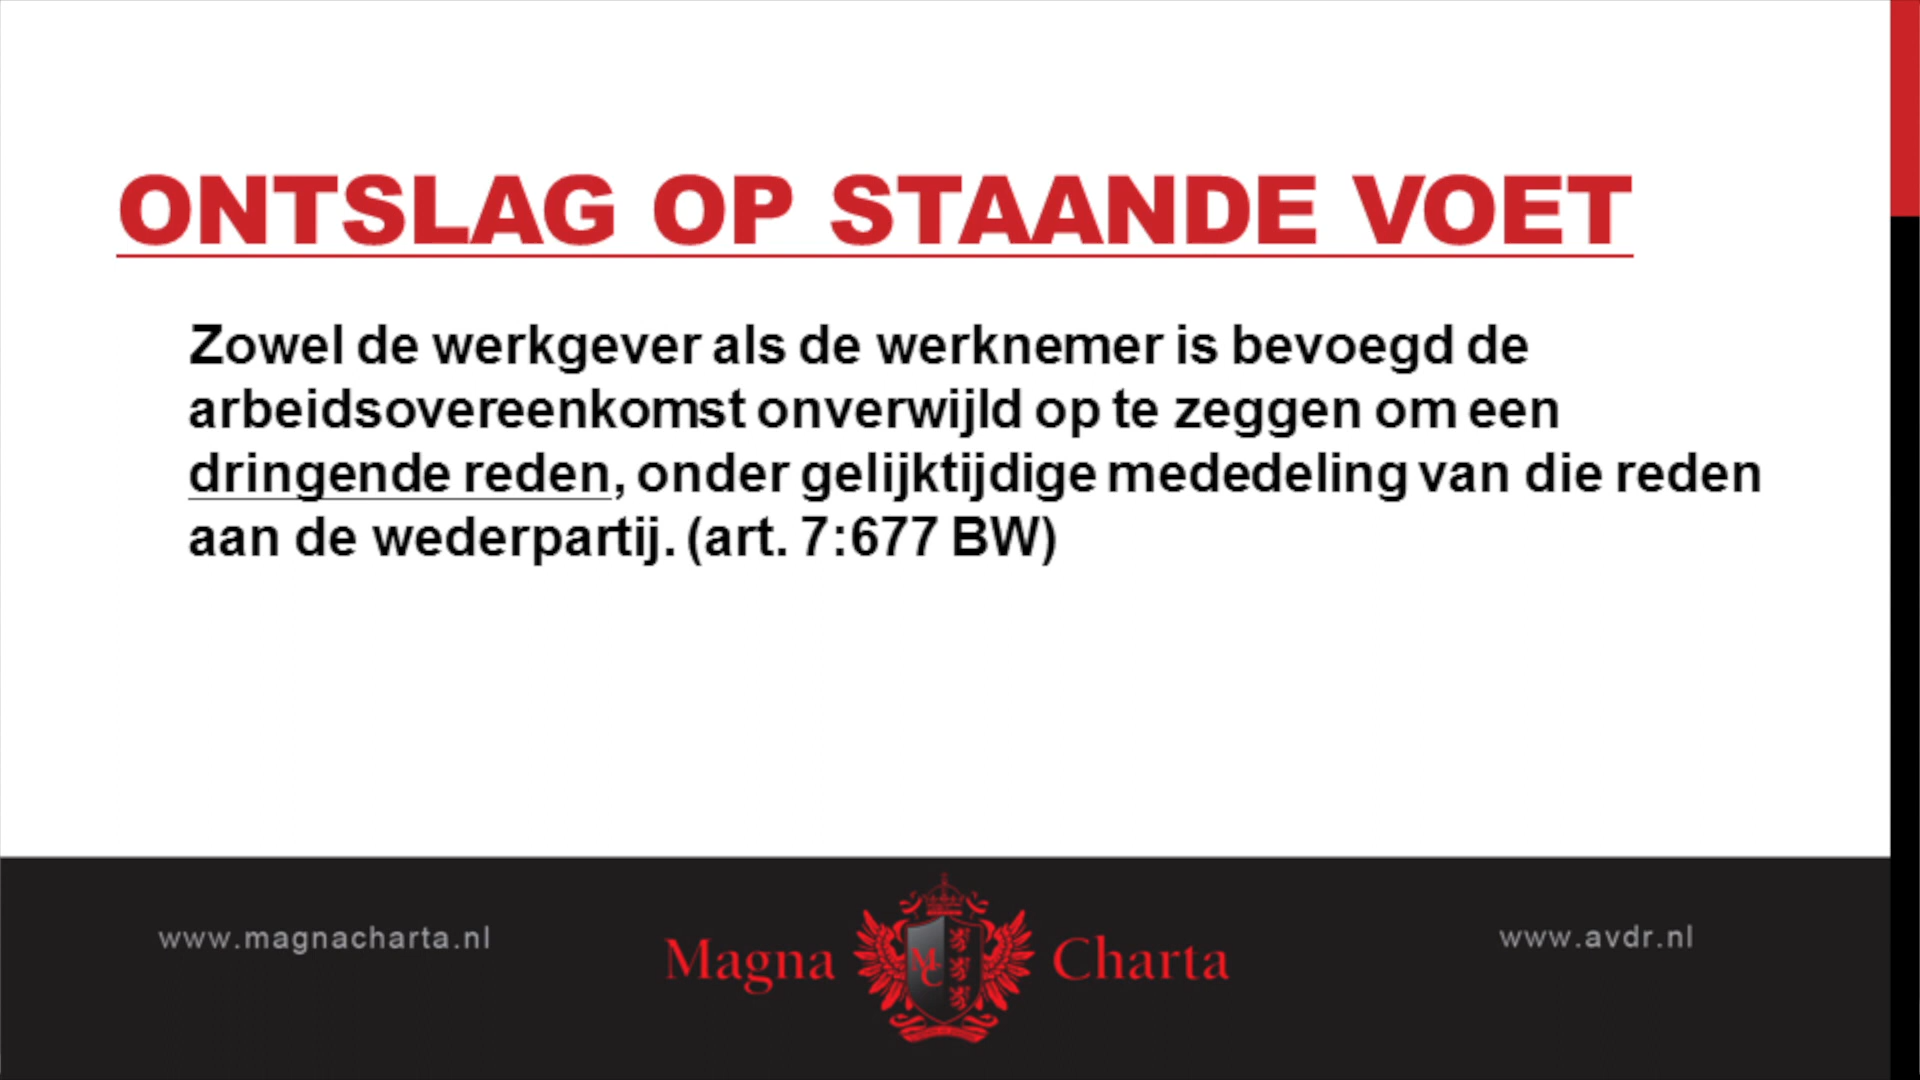 ONTSLAG OP STAANDE VOET
Zowel de werkgever als de werknemer is bevoegd de
arbeidsovereenkomst onverwijld op te zeggen om een
dringende reden, onder gelijktijdige mededeling van die reden
aan de wederpartij. (art. 7:677 BW)
www.magnacharta.nl
Magna MC Charta
www.avdr.nl